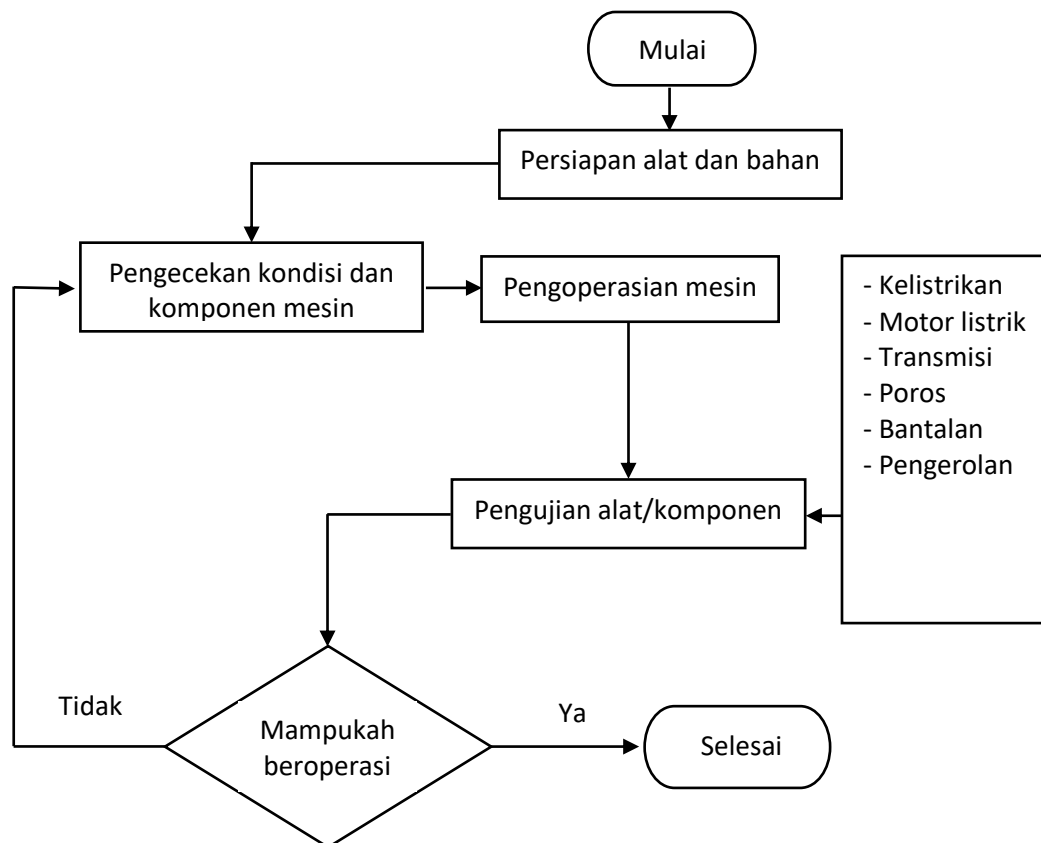 Mulai
Persiapan alat dan bahan
Pengecekan kondisi dan
komponen mesin
Pengoperasian mesin
- Kelistrikan
- Motor listrik
- Transmisi
- Poros
- Bantalan
- Pengerolan
Pengujian alat/komponen
Tidak
Mampukah
beroperasi
Ya
Selesai